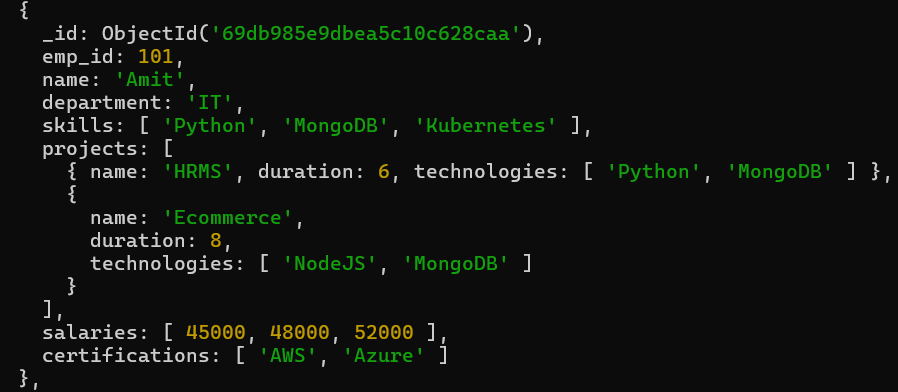 {
_id: ObjectId('69db985e9dbea5c10c628caa'),
emp_id: 101,
name: 'Amit',
department: 'IT',
skills: [ 'Python', 'MongoDB', 'Kubernetes' ],
projects: [
{ name: 'HRMS', duration: 6, technologies: [ 'Python', 'MongoDB' ] },
{
name: 'Ecommerce',
duration: 8,
technologies: [ 'NodeJS', 'MongoDB' ]
}
],
salaries: [ 45000, 48000, 52000 ],
certifications: [ 'AWS', 'Azure' ]
},